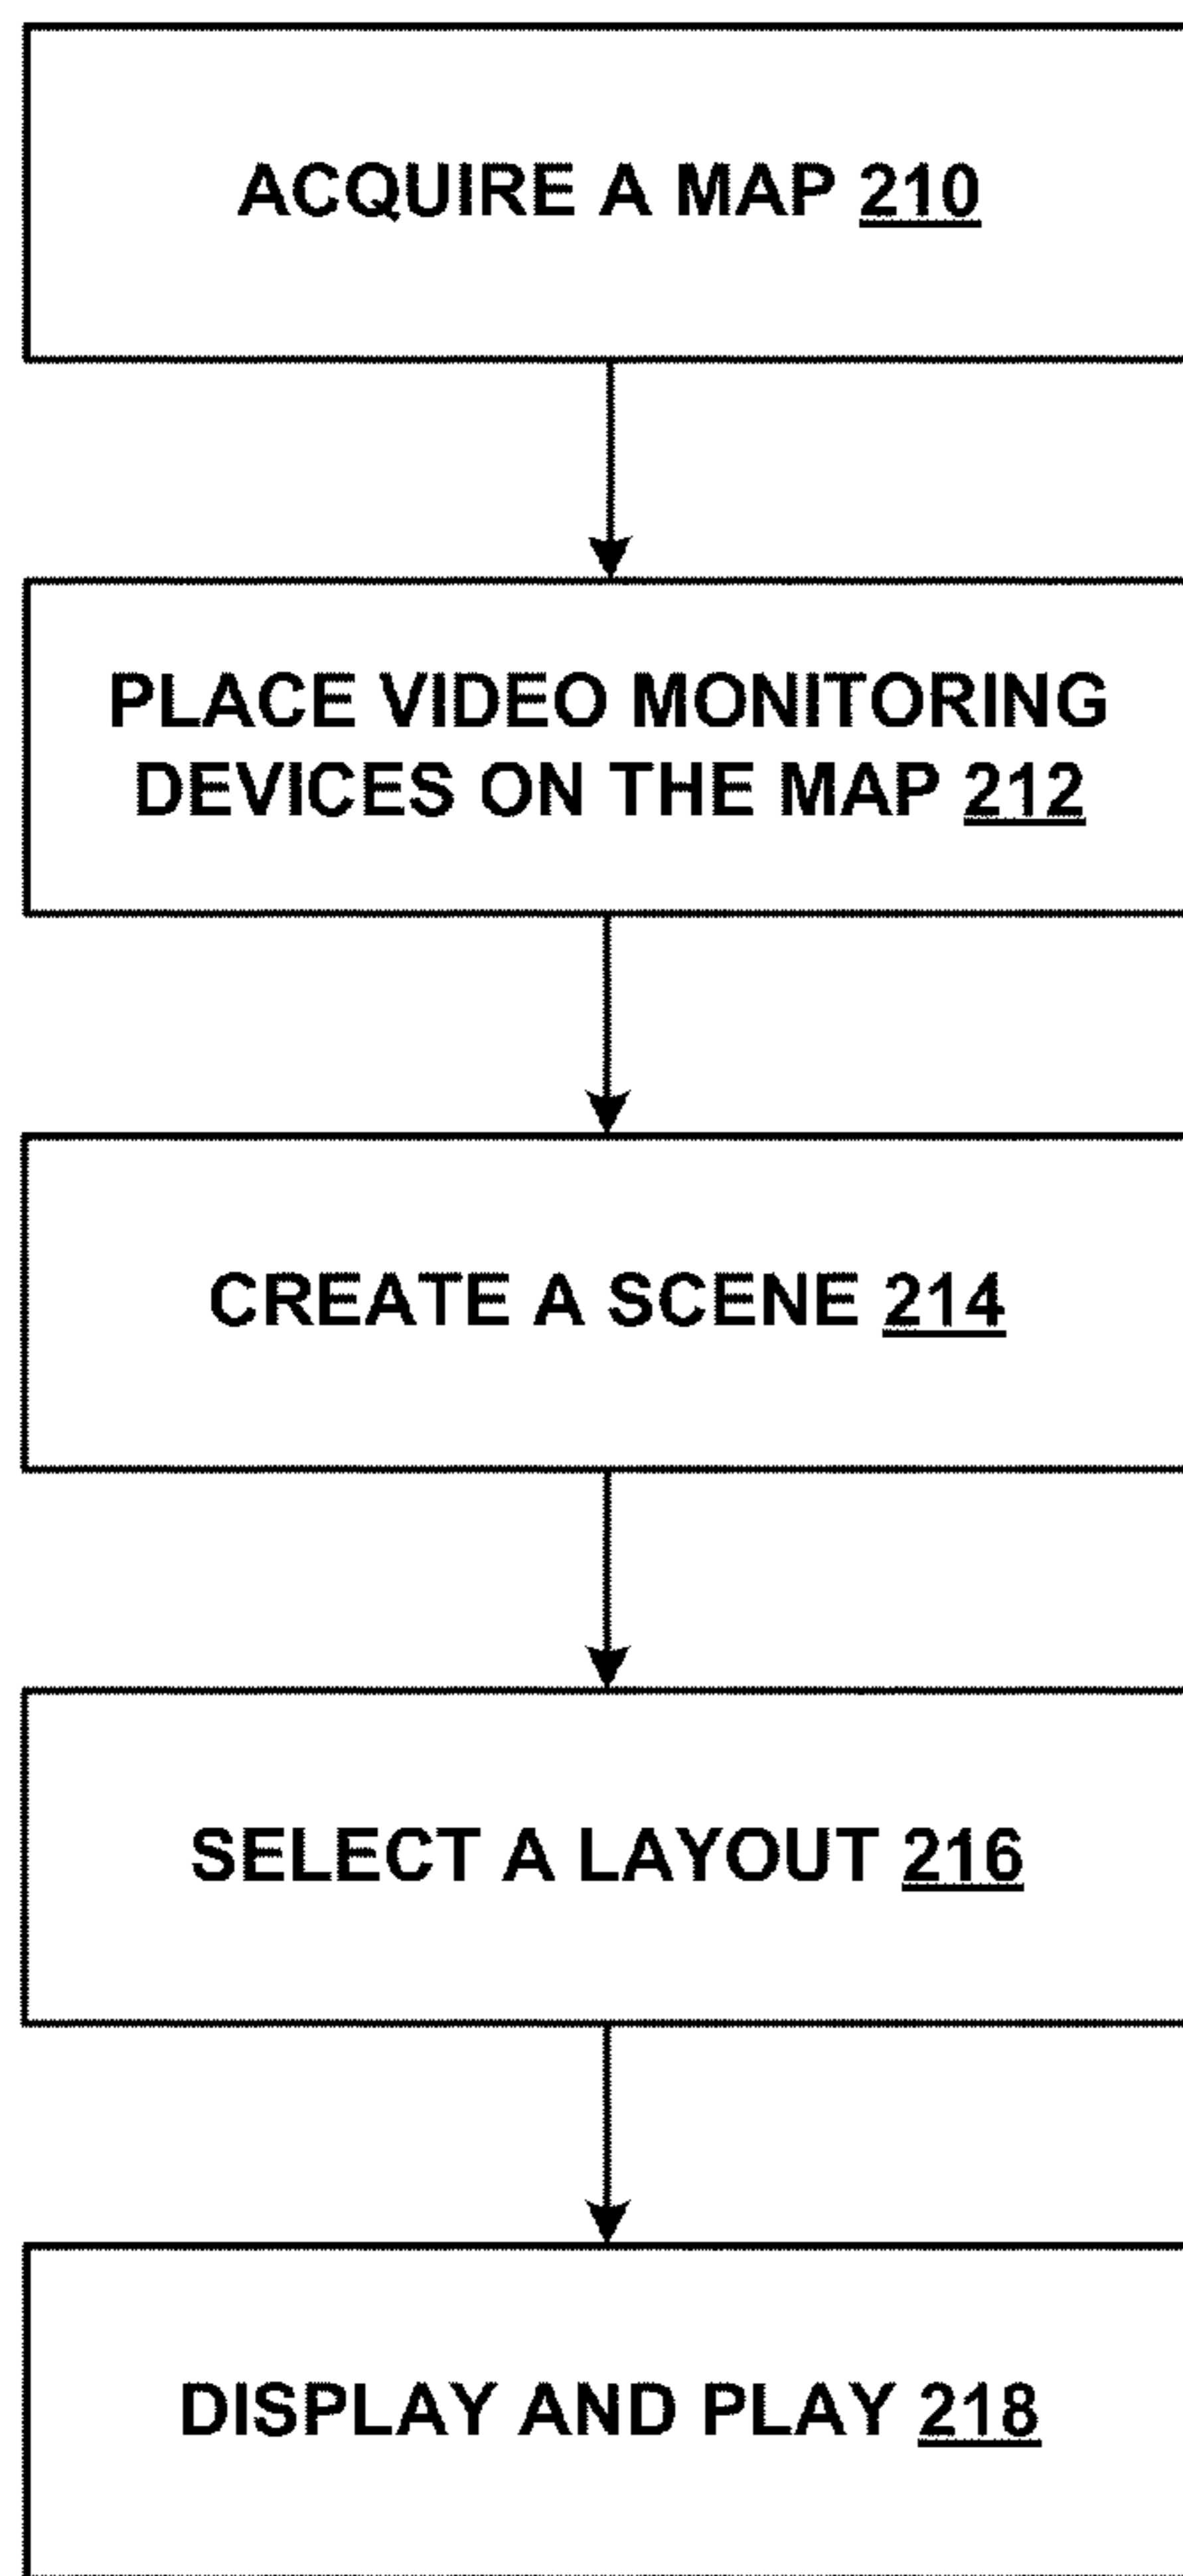 ACQUIRE A MAP 210
PLACE VIDEO MONITORING
DEVICES ON THE MAP 212
CREATE A SCENE 214
SELECT A LAYOUT 216
DISPLAY AND PLAY 218